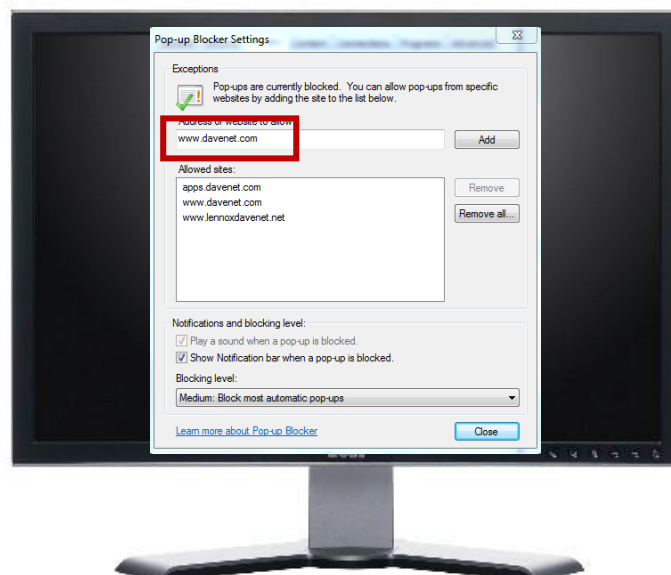 Pop-up Blocker Settings
Exceptions
Pop-ups are currently blocked. You can allow pop-ups from specific
websites by adding the site to the list below.
Address of website to allow
www.davenet.com
Add
Allowed sites:
apps.davenet.com
www.davenet.com
www.lennoxdavenet.net
Remove
Remove all...
Notifications and blocking level:
Play a sound when a pop-up is blocked.
Show Notification bar when a pop-up is blocked.
Blocking level:
Medium: Block most automatic pop-ups
Learn more about Pop-up Blocker
Close